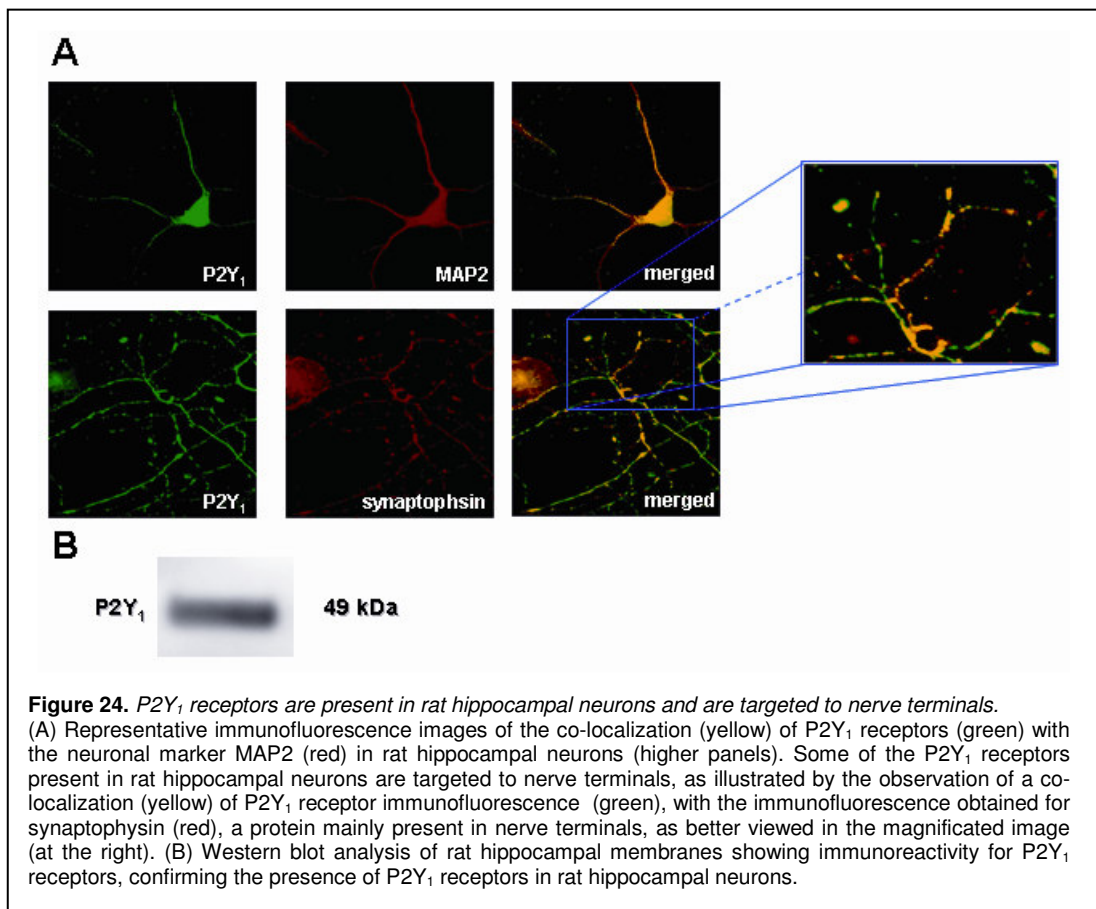 A
P2Y₁
MAP2
merged
P2Y₁
synaptophsin
merged
B
P2Y₁
49 kDa
Figure 24. P2Y₁ receptors are present in rat hippocampal neurons and are targeted to nerve terminals.
(A) Representative immunofluorescence images of the co-localization (yellow) of P2Y₁ receptors (green) with
the neuronal marker MAP2 (red) in rat hippocampal neurons (higher panels). Some of the P2Y₁ receptors
present in rat hippocampal neurons are targeted to nerve terminals, as illustrated by the observation of a co-
localization (yellow) of P2Y₁ receptor immunofluorescence (green), with the immunofluorescence obtained for
synaptophysin (red), a protein mainly present in nerve terminals, as better viewed in the magnificated image
(at the right). (B) Western blot analysis of rat hippocampal membranes showing immunoreactivity for P2Y₁
receptors, confirming the presence of P2Y₁ receptors in rat hippocampal neurons.